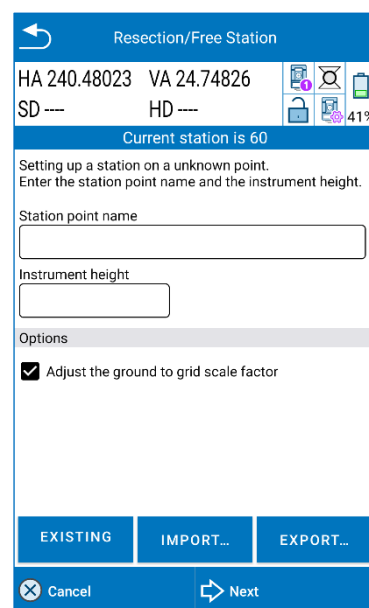 Resection/Free Station
HA 240.48023 VA 24.74826
SD ---- HD ----
1
41%
Current station is 60
Setting up a station on a unknown point.
Enter the station point name and the instrument height.
Station point name
Instrument height
Options
Adjust the ground to grid scale factor
EXISTING IMPORT... EXPORT...
Cancel Next